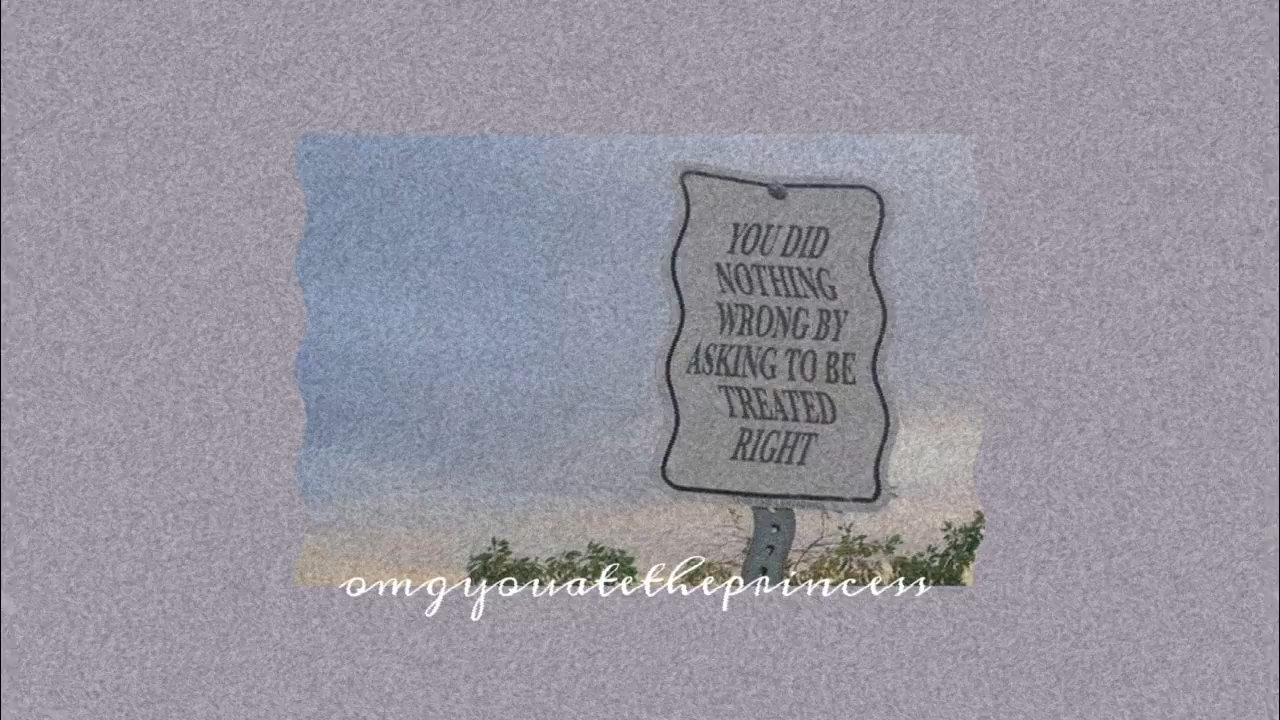 YOU DID
NOTHING
WRONG BY
ASKING TO BE
TREATED
RIGHT
omgyouatetheprincess